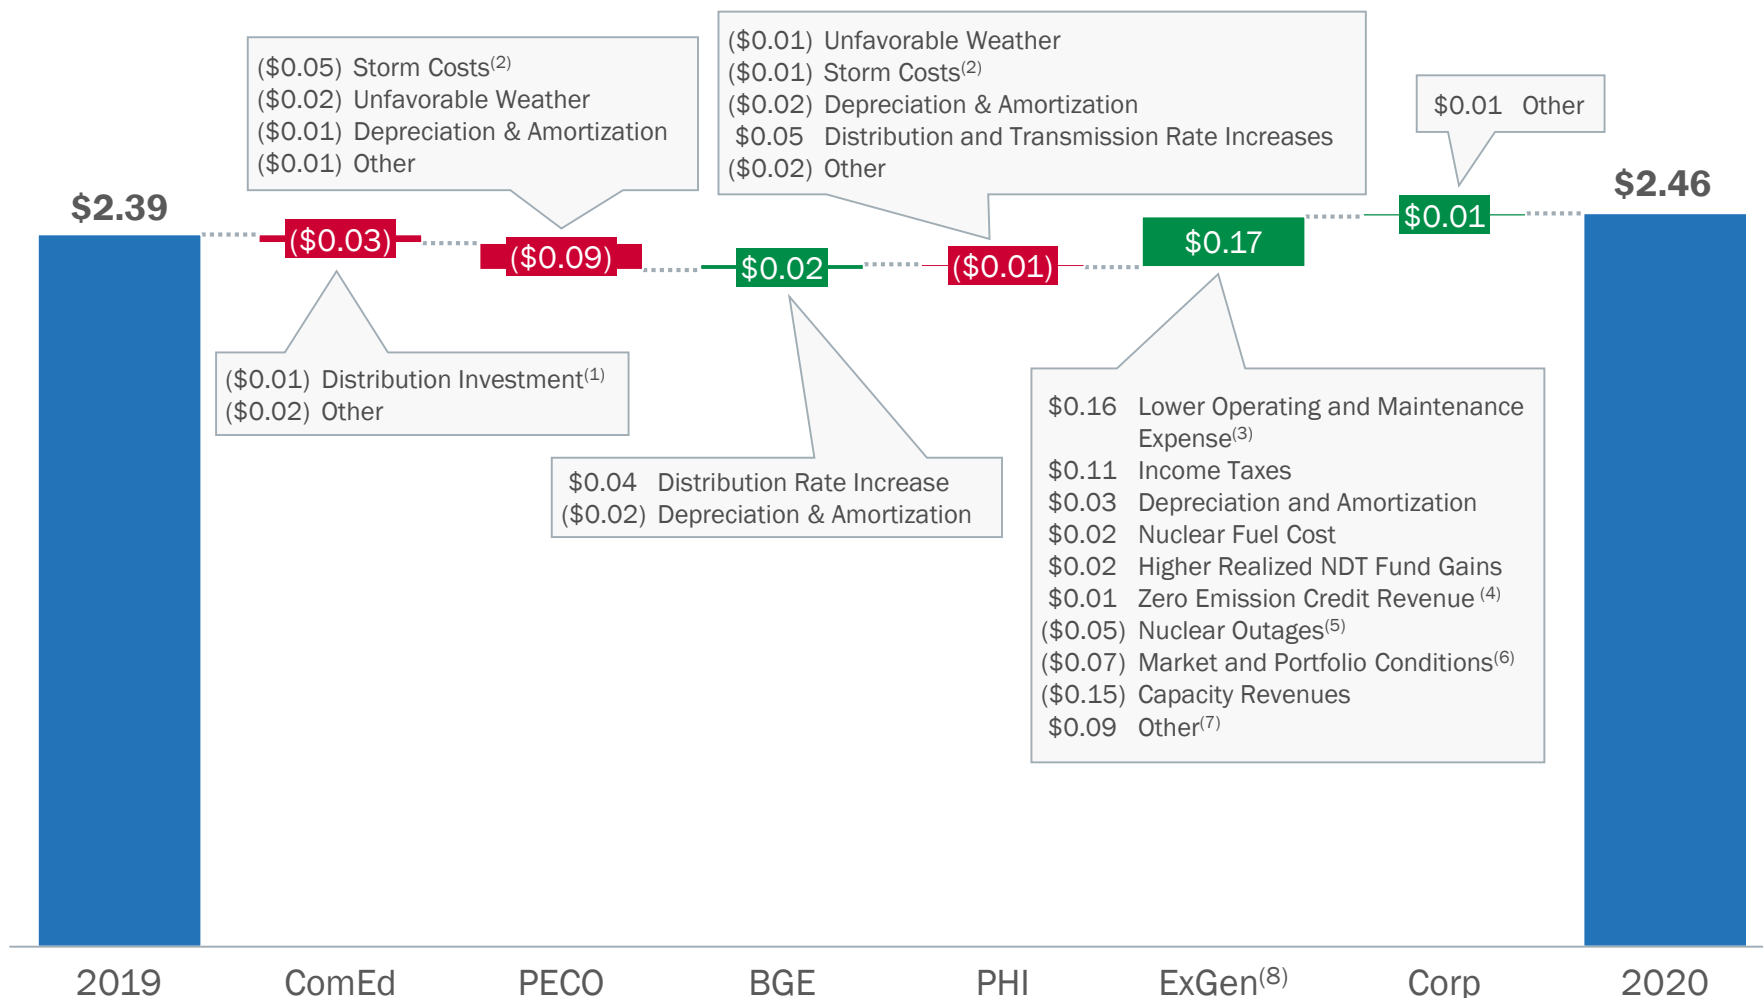 ($0.05) Storm Costs(2)
($0.02) Unfavorable Weather
($0.01) Depreciation & Amortization
($0.01) Other
($0.01) Unfavorable Weather
($0.01) Storm Costs(2)
($0.02) Depreciation & Amortization
$0.05 Distribution and Transmission Rate Increases
($0.02) Other
$0.01 Other
$2.39
($0.03)
($0.09)
$0.02
($0.01)
$0.17
$0.01
$2.46
($0.01) Distribution Investment(1)
($0.02) Other
$0.04 Distribution Rate Increase
($0.02) Depreciation & Amortization
$0.16 Lower Operating and Maintenance
Expense(3)
$0.11 Income Taxes
$0.03 Depreciation and Amortization
$0.02 Nuclear Fuel Cost
$0.02 Higher Realized NDT Fund Gains
$0.01 Zero Emission Credit Revenue (4)
($0.05) Nuclear Outages(5)
($0.07) Market and Portfolio Conditions(6)
($0.15) Capacity Revenues
$0.09 Other(7)
2019 ComEd PECO BGE PHI ExGen(8) Corp 2020